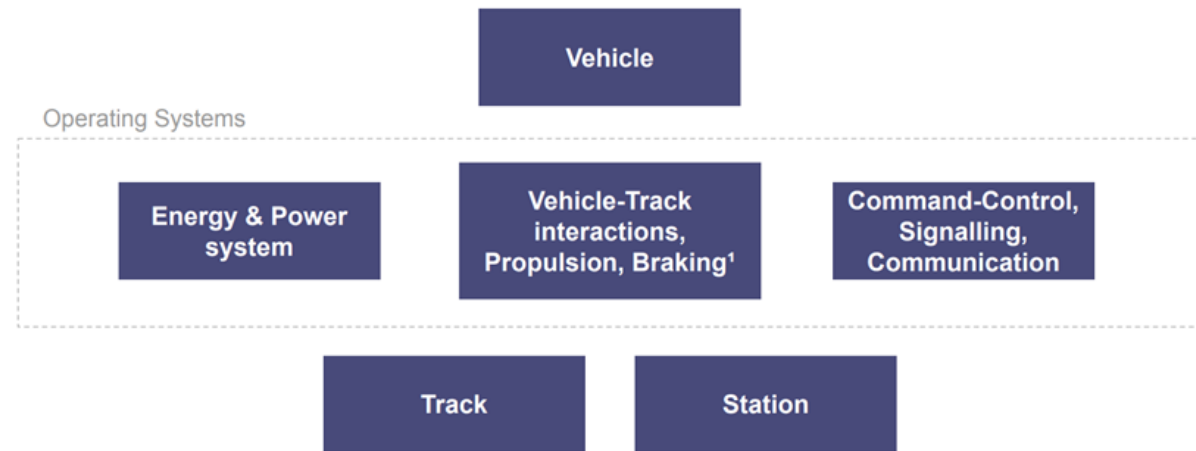 Vehicle
Operating Systems
Energy & Power
system
Vehicle-Track
interactions,
Propulsion, Braking¹
Command-Control,
Signalling,
Communication
Track
Station